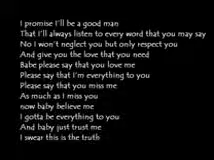 I promise I'll be a good man
That I'll always listen to every word that you may say
No I won't neglect you but only respect you
And give you the love that you need
Babe please say that you love me
Please say that I'm everything to you
Please say that you miss me
As much as I miss you
now baby believe me
I gotta be everything to you
And baby just trust me
I swear this is the truth